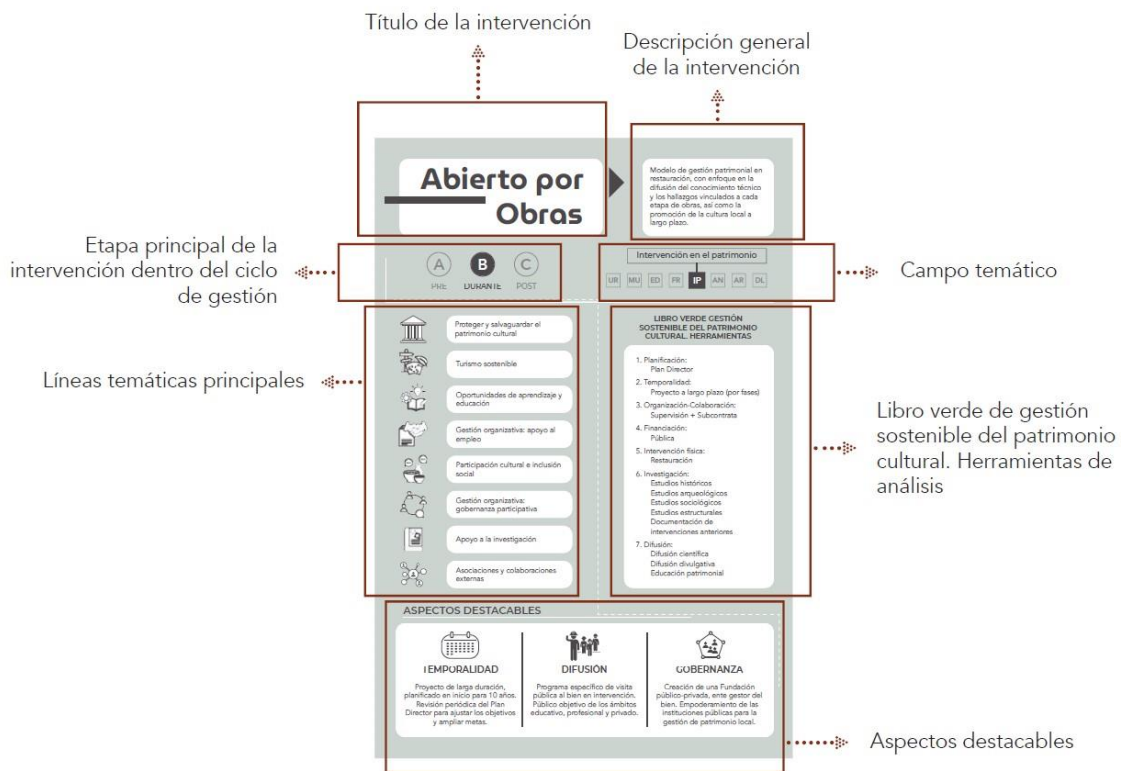 Título de la intervención
Descripción general
de la intervención
Abierto por
Obras
Modelo de gestión patrimonial en
restauración, con enfoque en la
difusión del conocimiento técnico
y los hallazgos vinculados a cada
etapa de obras, así como la
promoción de la cultura local a
largo plazo.
Etapa principal de la
intervención dentro del ciclo
de gestión
A B C
PRE DURANTE POST
Intervención en el patrimonio
UR MU ED FR IP AN AR DL
Campo temático
Líneas temáticas principales
Proteger y salvaguardar el
patrimonio cultural
Turismo sostenible
Oportunidades de aprendizaje y
educación
Gestión organizativa: apoyo al
empleo
Participación cultural e inclusión
social
Gestión organizativa:
gobernanza participativa
Apoyo a la investigación
Asociaciones y colaboraciones
externas
LIBRO VERDE GESTIÓN
SOSTENIBLE DEL PATRIMONIO
CULTURAL. HERRAMIENTAS
1. Planificación:
Plan Director
2. Temporalidad:
Proyecto a largo plazo (por fases)
3. Organización-Colaboración:
Supervisión + Subcontrata
4. Financiación:
Pública
5. Intervención física:
Restauración
6. Investigación:
Estudios históricos
Estudios arqueológicos
Estudios sociológicos
Estudios estructurales
Documentación de
intervenciones anteriores
7. Difusión:
Difusión científica
Difusión divulgativa
Educación patrimonial
Libro verde de gestión
sostenible del patrimonio
cultural. Herramientas de
análisis
ASPECTOS DESTACABLES
TEMPORALIDAD
Proyecto de larga duración,
planificado en inicio para 10 años.
Revisión periódica del Plan
Director para ajustar los objetivos
y ampliar metas.
DIFUSIÓN
Programa específico de visita
pública al bien en intervención.
Público objetivo de los ámbitos
educativo, profesional y privado.
GOBERNANZA
Creación de una Fundación
público-privada, ente gestor del
bien. Empoderamiento de las
instituciones públicas para la
gestión de patrimonio local.
Aspectos destacables